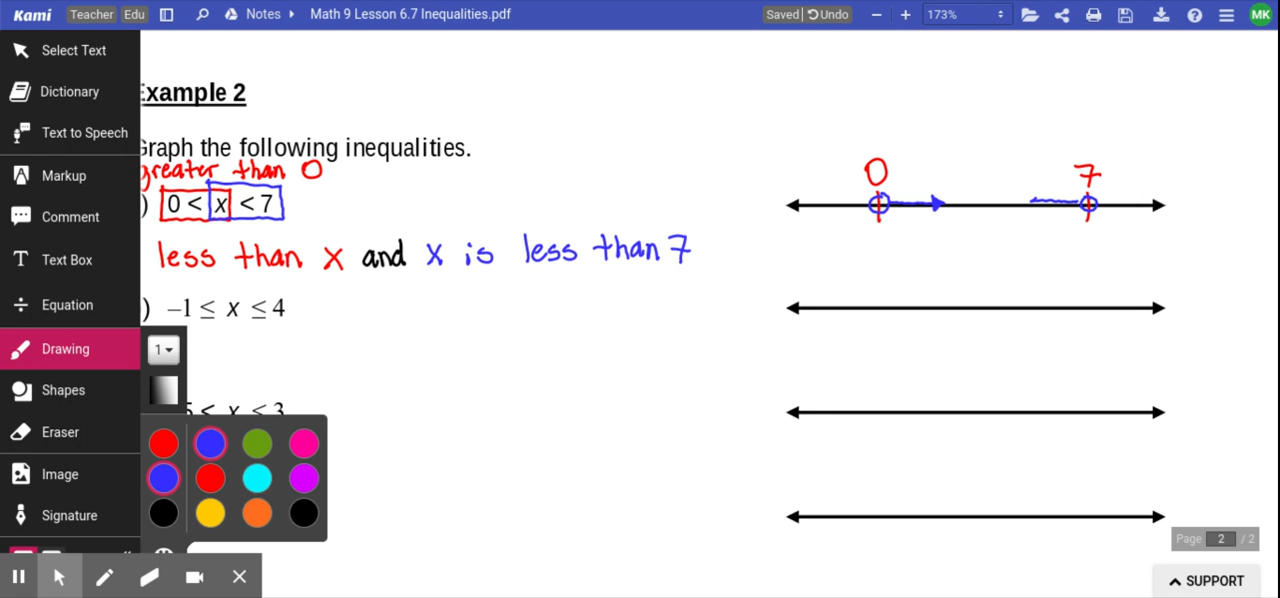 Kami Teacher Edu Notes Math 9 Lesson 6.7 Inequalities.pdf Saved Undo 173% MK
Select Text
Dictionary
Text to Speech
Markup
Comment
Text Box
Equation
Drawing
Shapes
Eraser
Image
Signature
Example 2
Graph the following inequalities.
greater than 0
) 0 < x < 7
less than x and x is less than 7
) –1 ≤ x ≤ 4
5 < x ≤ 3
0 7
1
Page 2 / 2
SUPPORT